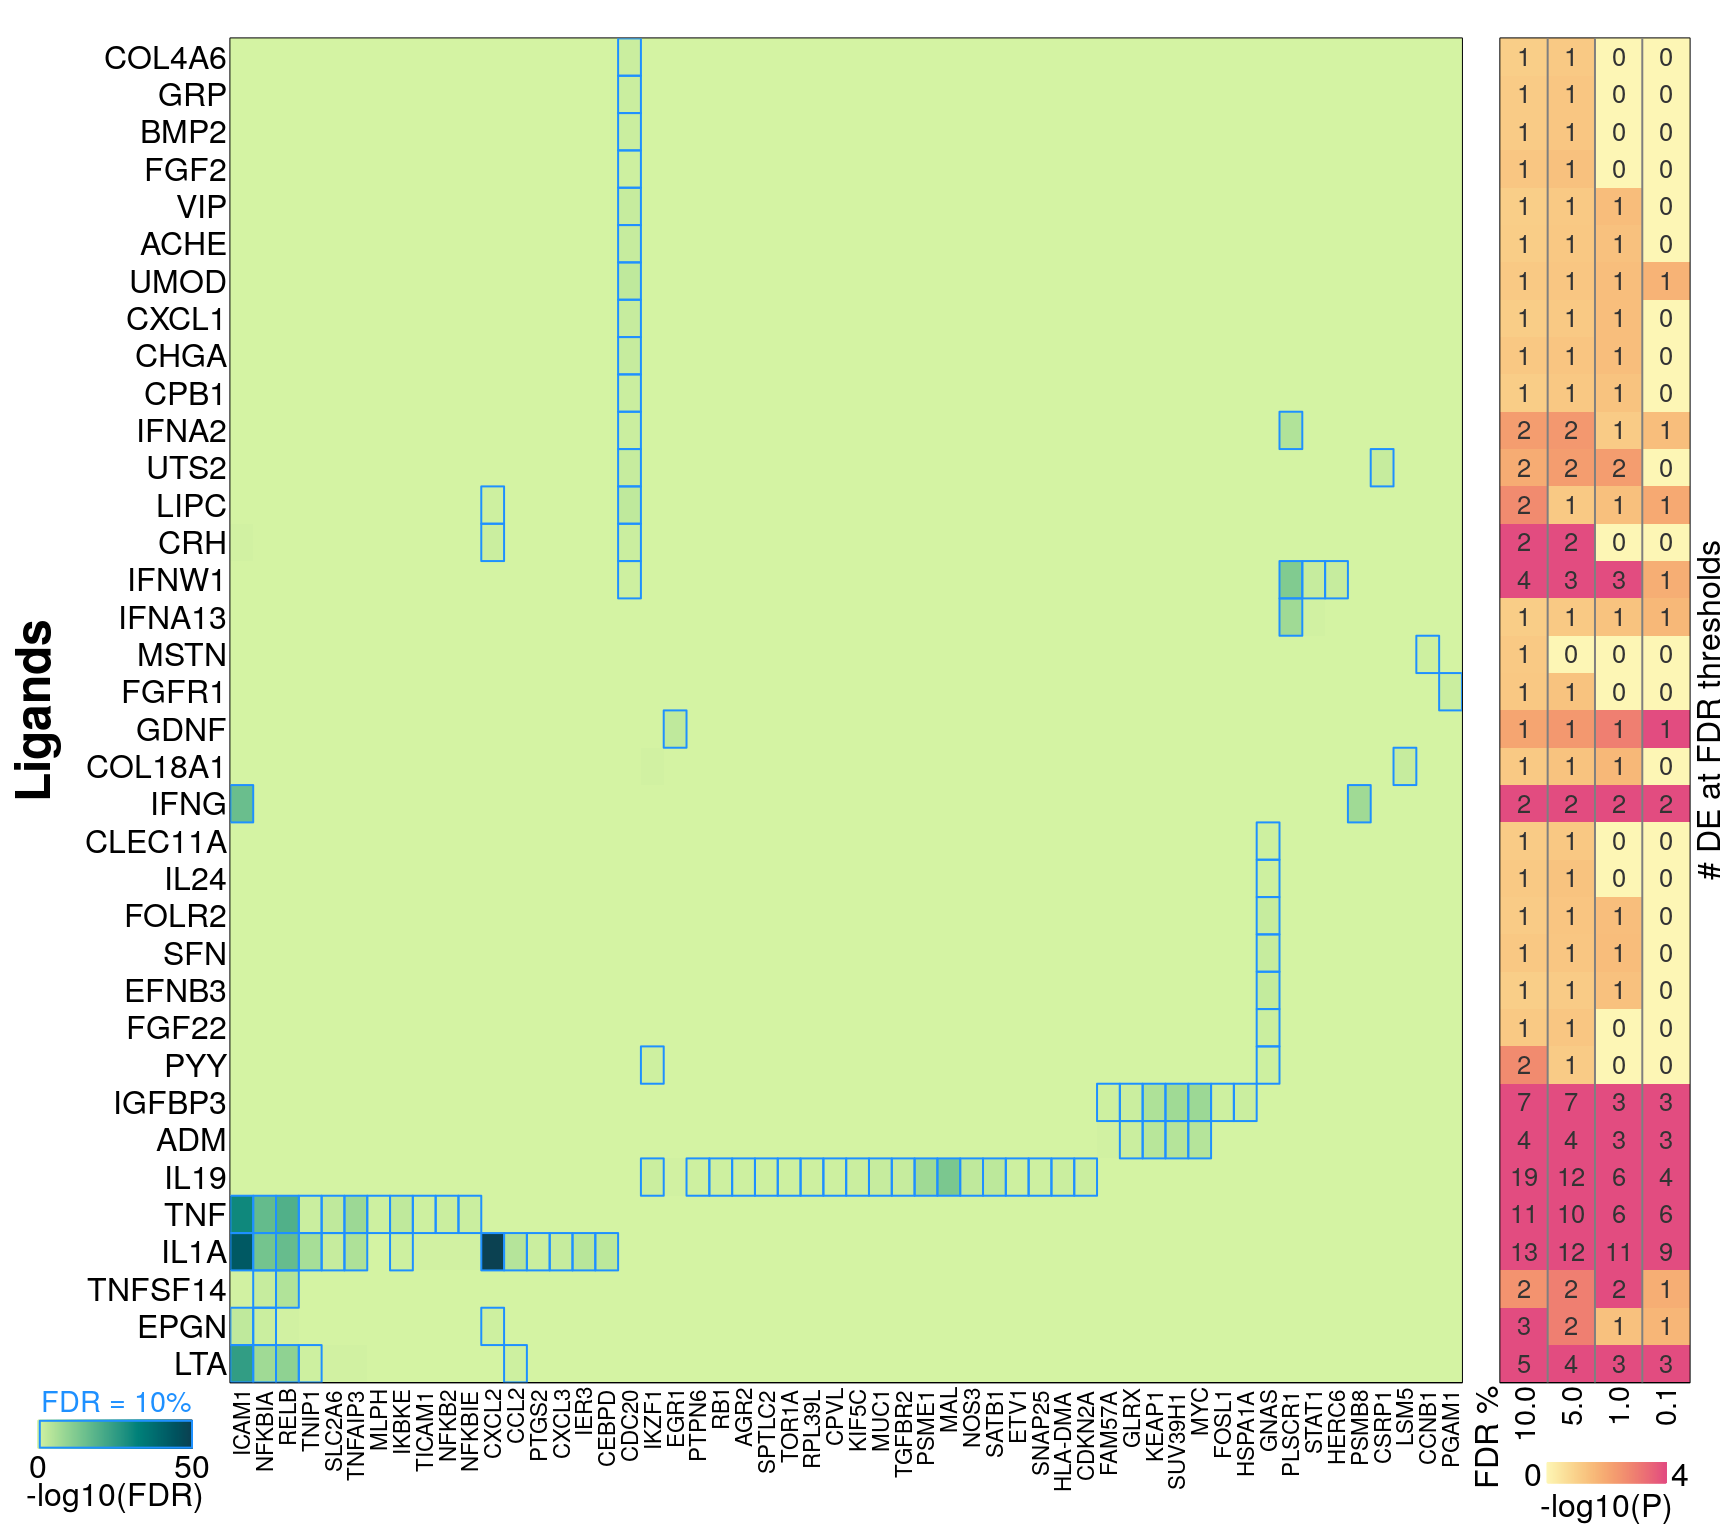 COL4A6 1 1 0 0
GRP 1 1 0 0
BMP2 1 1 0 0
FGF2 1 1 0 0
VIP 1 1 1 0
ACHE 1 1 1 0
UMOD 1 1 1 1
CXCL1 1 1 1 0
CHGA 1 1 1 0
CPB1 1 1 1 0
IFNA2 2 2 1 1
UTS2 2 2 2 0
LIPC 2 1 1 1
CRH 2 2 0 0
IFNW1 4 3 3 1
IFNA13 1 1 1 1
MSTN 1 0 0 0
FGFR1 1 1 0 0
GDNF 1 1 1 1
COL18A1 1 1 1 0
IFNG 2 2 2 2
CLEC11A 1 1 0 0
IL24 1 1 0 0
FOLR2 1 1 1 0
SFN 1 1 1 0
EFNB3 1 1 1 0
FGF22 1 1 0 0
PYY 2 1 0 0
IGFBP3 7 7 3 3
ADM 4 4 3 3
IL19 19 12 6 4
TNF 11 10 6 6
IL1A 13 12 11 9
TNFSF14 2 2 2 1
EPGN 3 2 1 1
LTA 5 4 3 3
Ligands
# DE at FDR thresholds
ICAM1
NFKBIA
RELB
TNIP1
SLC2A6
TNFAIP3
MLPH
IKBKE
TICAM1
NFKB2
NFKBIE
CXCL2
CCL2
PTGS2
CXCL3
IER3
CEBPD
CDC20
IKZF1
EGR1
PTPN6
RB1
AGR2
SPTLC2
TOR1A
RPL39L
CPVL
KIF5C
MUC1
TGFBR2
PSME1
MAL
NOS3
SATB1
ETV1
SNAP25
HLA-DMA
CDKN2A
FAM57A
GLRX
KEAP1
SUV39H1
MYC
FOSL1
HSPA1A
GNAS
PLSCR1
STAT1
HERC6
PSMB8
CSRP1
LSM5
CCNB1
PGAM1
FDR %
10.0
5.0
1.0
0.1
FDR = 10%
0 50
-log10(FDR)
0 4
-log10(P)